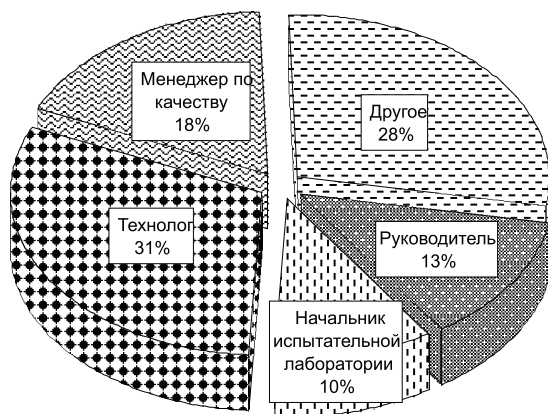 Менеджер по
качеству
18%
Другое
28%
Технолог
31%
Руководитель
13%
Начальник
испытательной
лаборатории
10%